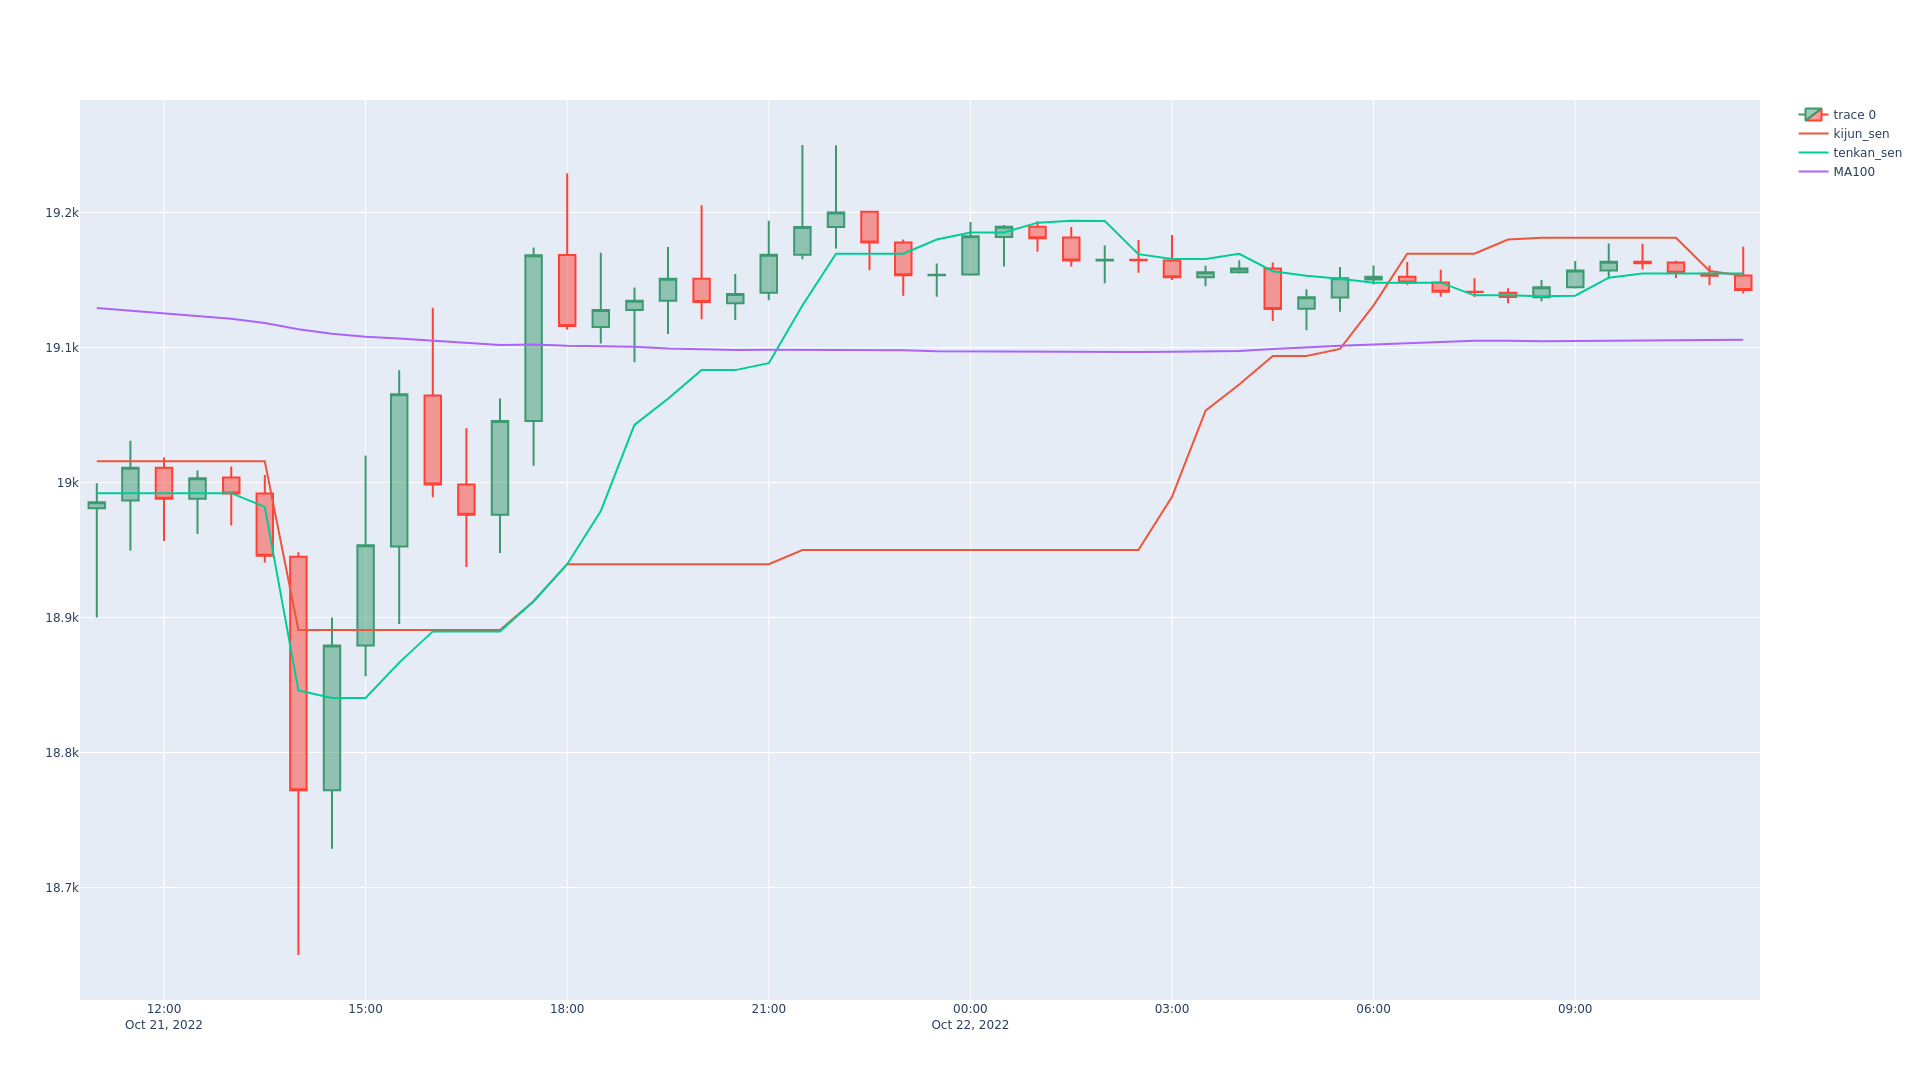 trace 0
kijun_sen
tenkan_sen
MA100
19.2k
19.1k
19k
18.9k
18.8k
18.7k
12:00
Oct 21, 2022
15:00
18:00
21:00
00:00
Oct 22, 2022
03:00
06:00
09:00